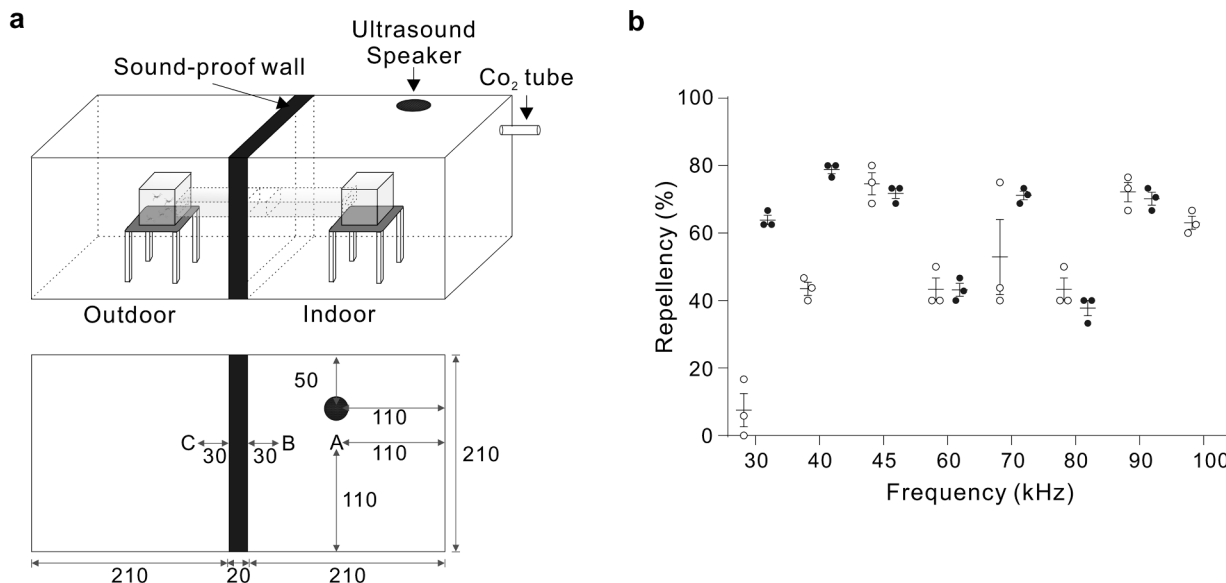 a
Ultrasound
Speaker
Sound-proof wall
Co2 tube
Outdoor
Indoor
50
110
C
30
30
B
A
110
210
110
210
20
210
b
Repellency (%)
100
80
60
40
20
0
30
40
45
60
70
80
90
100
Frequency (kHz)